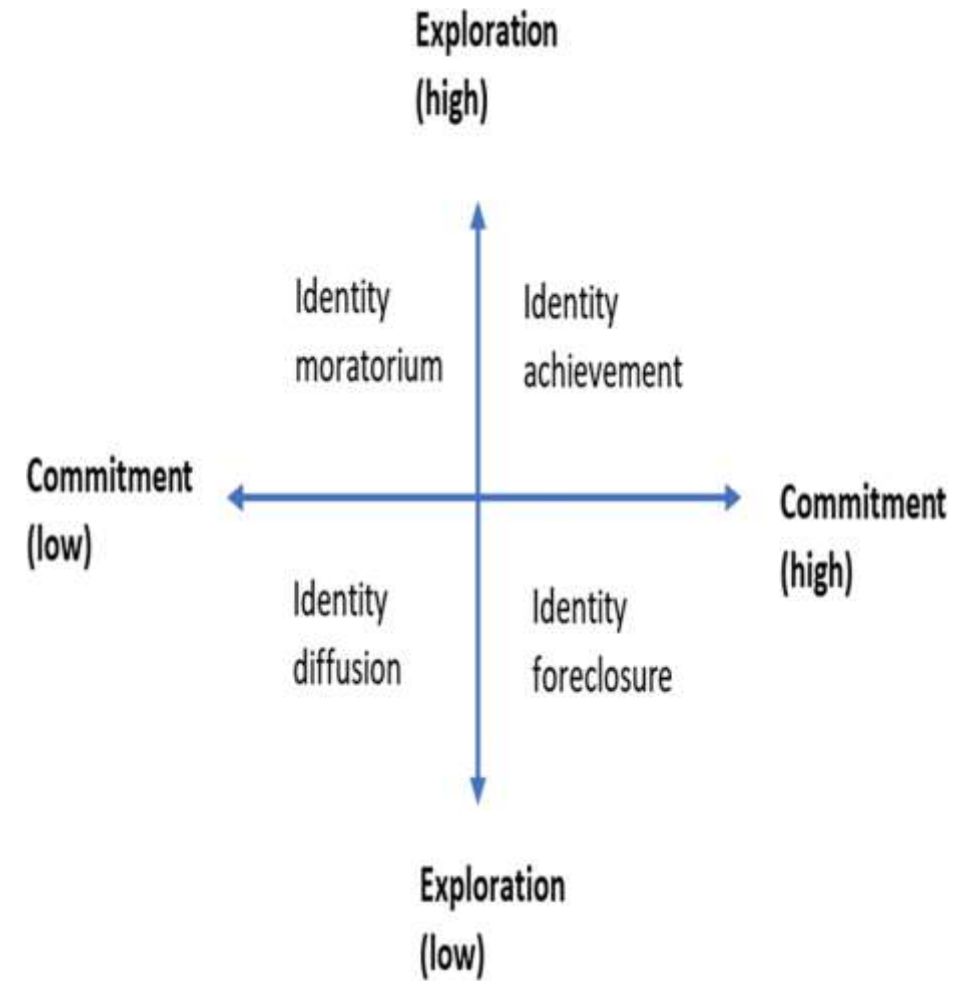 Exploration
(high)
Identity
moratorium
Identity
achievement
Commitment
(low)
Commitment
(high)
Identity
diffusion
Identity
foreclosure
Exploration
(low)